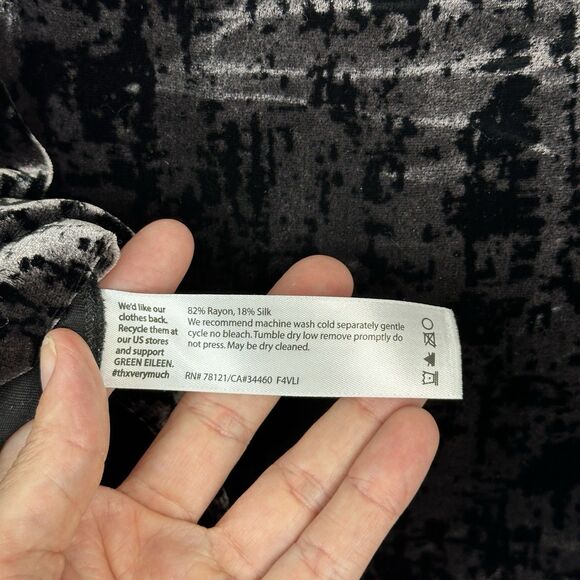 We'd like our
clothes back.
Recycle them at
our US stores
and support
GREEN EILEEN.
#thxverymuch
82% Rayon, 18% Silk
We recommend machine wash cold separately gentle
cycle no bleach.Tumble dry low remove promptly do
not press. May be dry cleaned.
RN# 78121/CA#34460 F4VLI